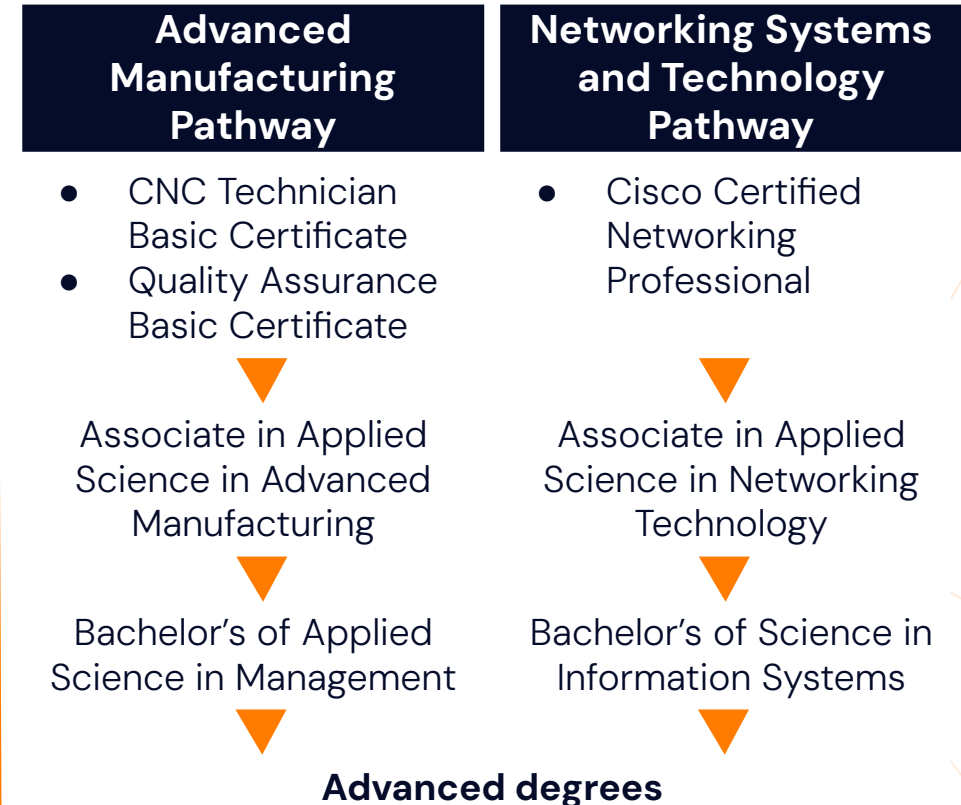 Advanced
Manufacturing
Pathway
Networking Systems
and Technology
Pathway
● CNC Technician
Basic Certificate
● Quality Assurance
Basic Certificate
● Cisco Certified
Networking
Professional
Associate in Applied
Science in Advanced
Manufacturing
Associate in Applied
Science in Networking
Technology
Bachelor’s of Applied
Science in Management
Bachelor’s of Science in
Information Systems
Advanced degrees